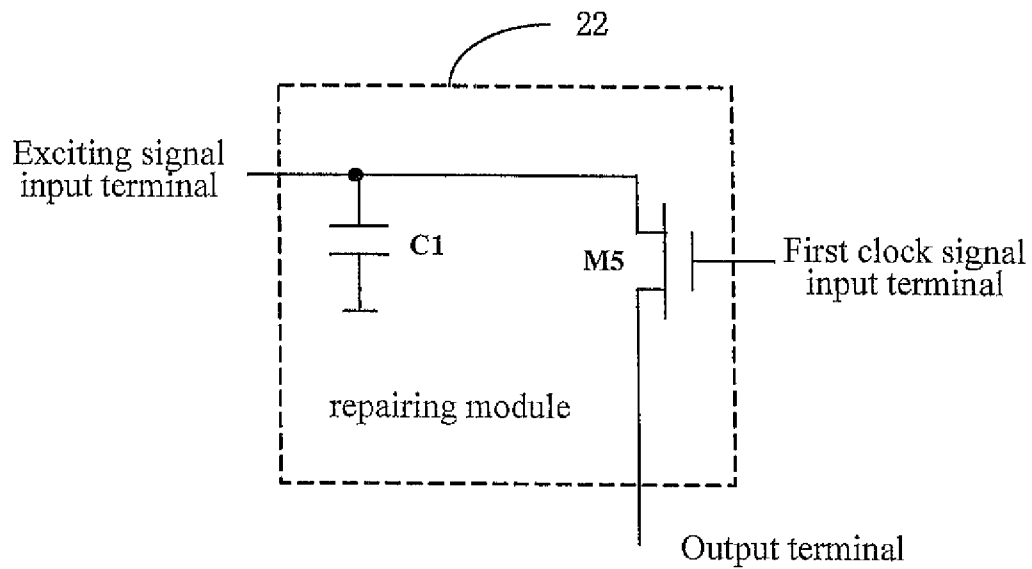 22
Exciting signal
input terminal
C1
M5
First clock signal
input terminal
repairing module
Output terminal